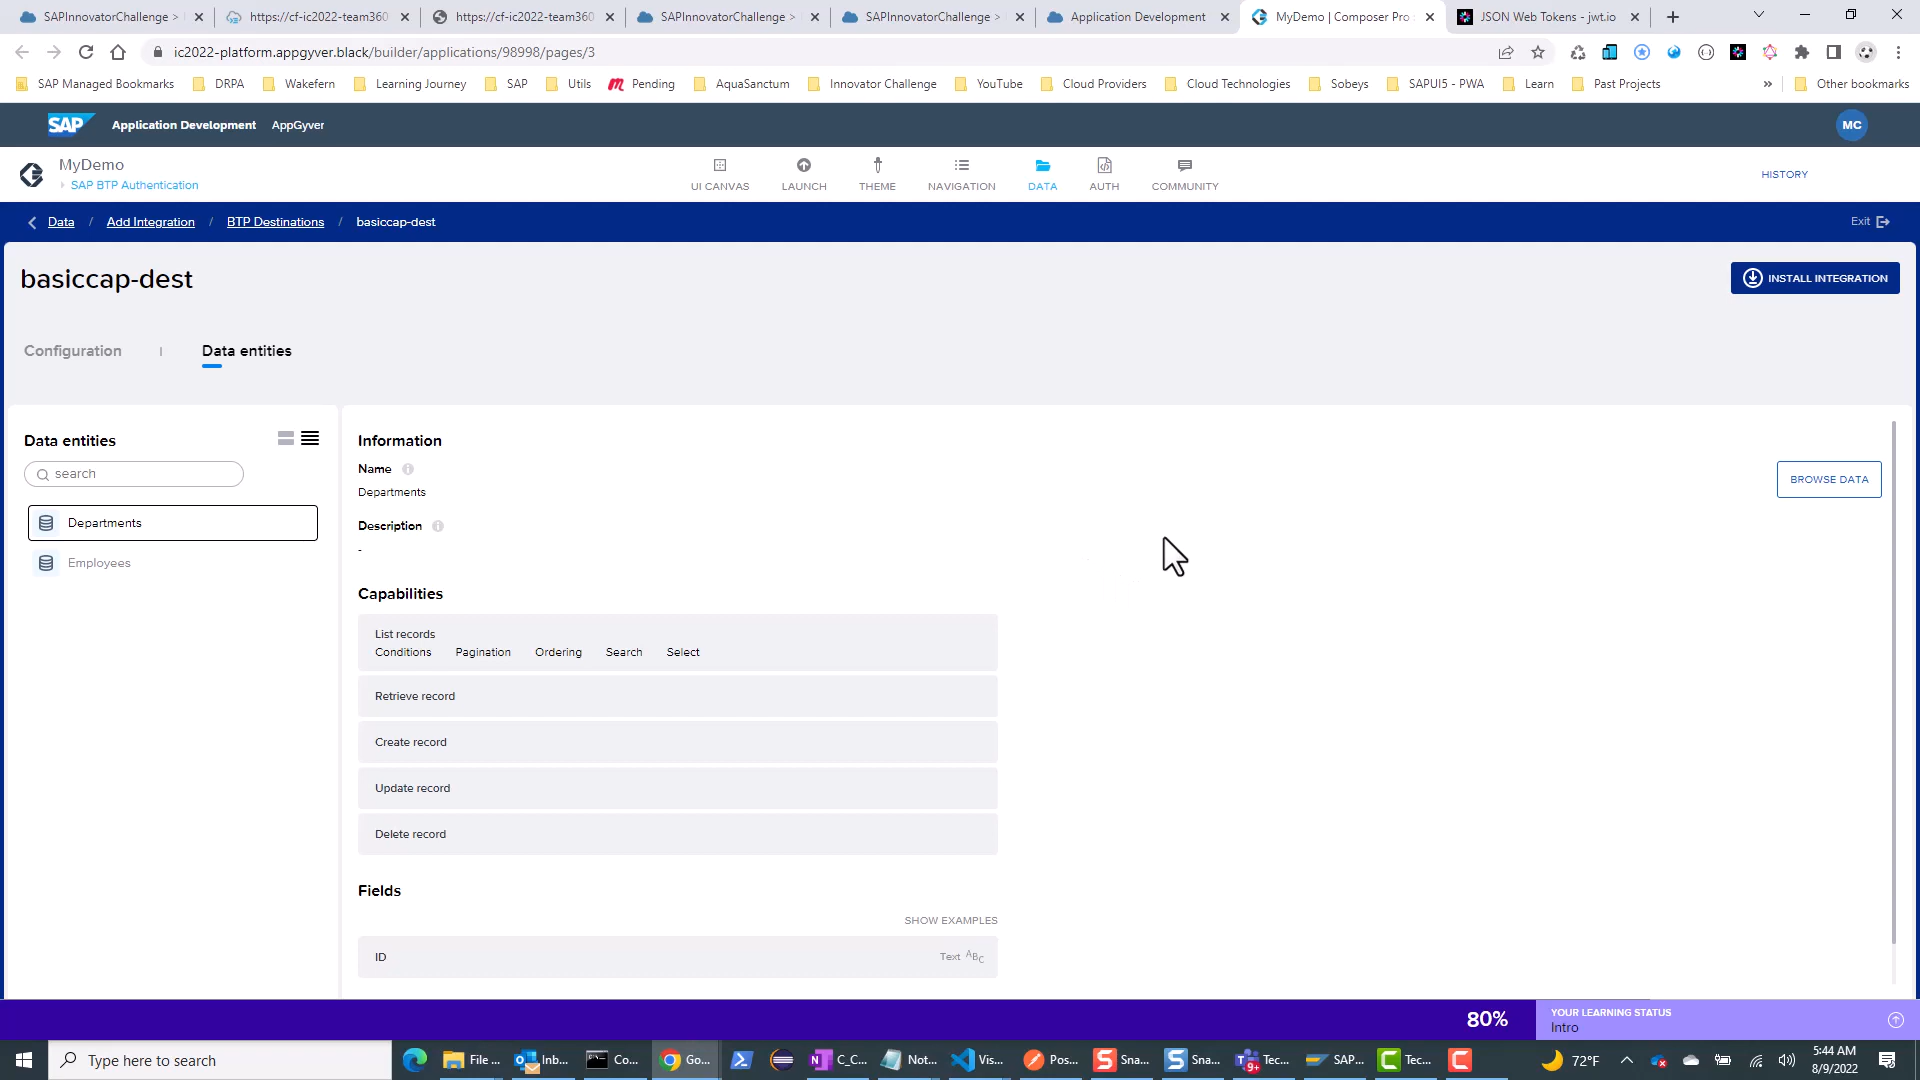 SAPInnovatorChallenge >
https://cf-ic2022-team360
https://cf-ic2022-team360
SAPInnovatorChallenge >
SAPInnovatorChallenge >
Application Development
MyDemo | Composer Pro
JSON Web Tokens - jwt.io
ic2022-platform.appgyver.black/builder/applications/98998/pages/3
SAP Managed Bookmarks
DRPA
Wakefern
Learning Journey
SAP
Utils
Pending
AquaSanctum
Innovator Challenge
YouTube
Cloud Providers
Cloud Technologies
Sobeys
SAPUI5 - PWA
Learn
Past Projects
»
Other bookmarks
SAP
Application Development
AppGyver
MC
MyDemo
SAP BTP Authentication
UI CANVAS
LAUNCH
THEME
NAVIGATION
DATA
AUTH
COMMUNITY
HISTORY
Data / Add Integration / BTP Destinations / basiccap-dest
Exit
basiccap-dest
INSTALL INTEGRATION
Configuration
Data entities
Data entities
search
Departments
Employees
Information
Name
Departments
BROWSE DATA
Description
-
Capabilities
List records
Conditions Pagination Ordering Search Select
Retrieve record
Create record
Update record
Delete record
Fields
SHOW EXAMPLES
ID
Text ABC
80%
YOUR LEARNING STATUS
Intro
Type here to search
File ...
Inb...
Co...
Go...
C_C...
Not...
Vis...
Pos...
Sna...
Sna...
9+
Tec...
SAP...
Tec...
72°F
5:44 AM
8/9/2022